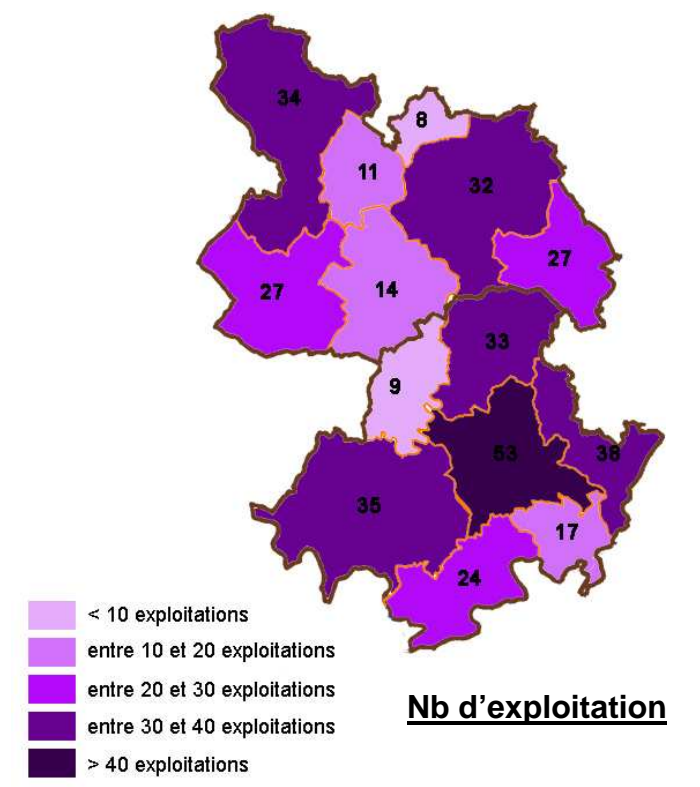 34
8
11
32
27
27
14
33
9
53
38
35
17
24
< 10 exploitations
entre 10 et 20 exploitations
entre 20 et 30 exploitations
entre 30 et 40 exploitations
> 40 exploitations
Nb d’exploitation